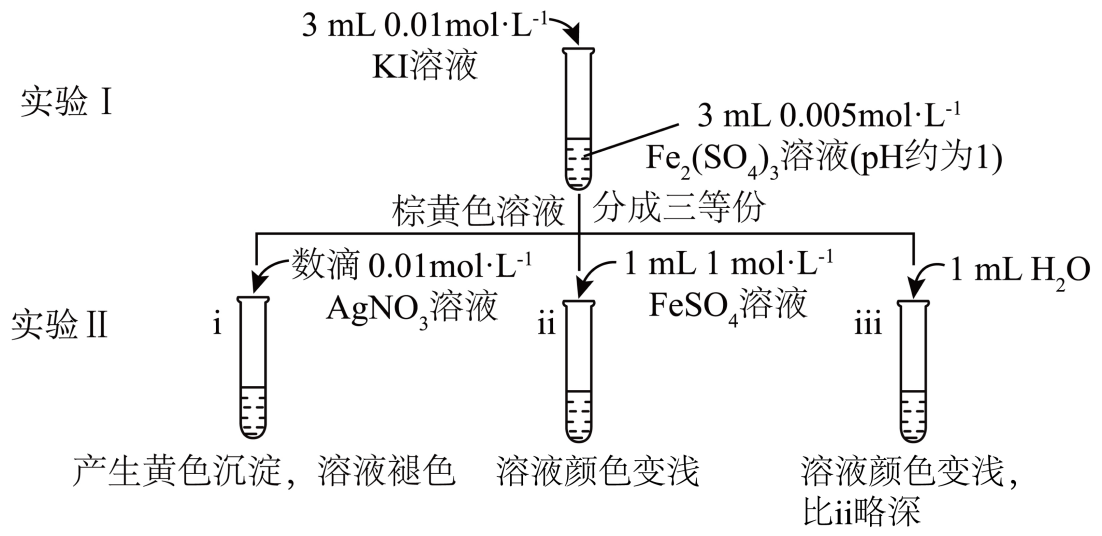 3 mL 0.01mol·L⁻¹
KI溶液
实验Ⅰ
3 mL 0.005mol·L⁻¹
Fe₂(SO₄)₃溶液(pH约为1)
棕黄色溶液 分成三等份
数滴 0.01mol·L⁻¹
AgNO₃溶液
1 mL 1 mol·L⁻¹
FeSO₄溶液
1 mL H₂O
实验Ⅱ
i
ii
iii
产生黄色沉淀，溶液褪色
溶液颜色变浅
溶液颜色变浅，
比ii略深